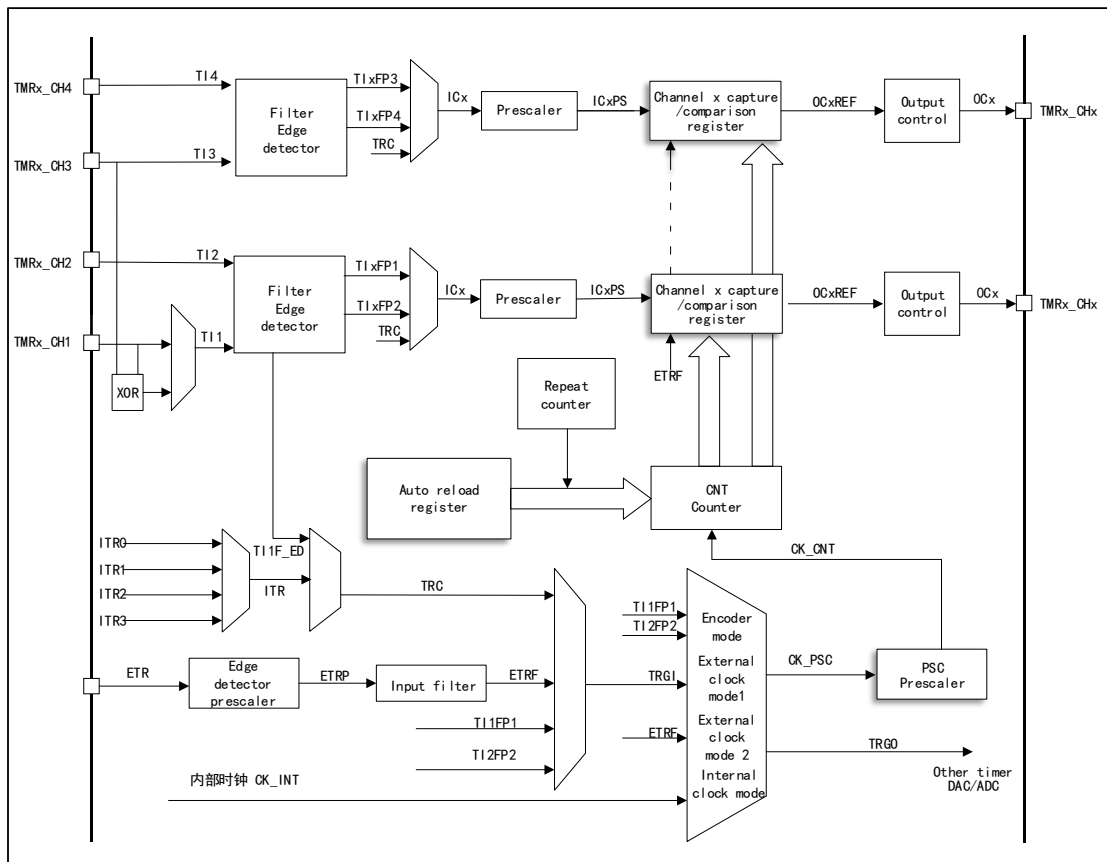 TMRx_CH4
TI4
TIxFP3
TIxFP4
TRC
Filter
Edge
detector
ICx
Prescaler
ICxPS
Channel x capture
/comparison
register
OCxREF
Output
control
OCx
TMRx_CHx
TMRx_CH3
TI3
TMRx_CH2
TI2
TIxFP1
TIxFP2
TRC
Filter
Edge
detector
ICx
Prescaler
ICxPS
Channel x capture
/comparison
register
OCxREF
Output
control
OCx
TMRx_CHx
TMRx_CH1
TI1
XOR
ETRF
Repeat
counter
Auto reload
register
CNT
Counter
CK_CNT
ITR0
ITR1
ITR2
ITR3
ITR
TI1F_ED
TRC
TI1FP1
TI2FP2
Encoder
mode
External
clock
mode1
External
clock
mode 2
Internal
clock mode
CK_PSC
PSC
Prescaler
ETR
Edge
detector
prescaler
ETRP
Input filter
ETRF
TRGI
TI1FP1
TI2FP2
ETRF
TRGO
Other timer
DAC/ADC
内部时钟 CK_INT